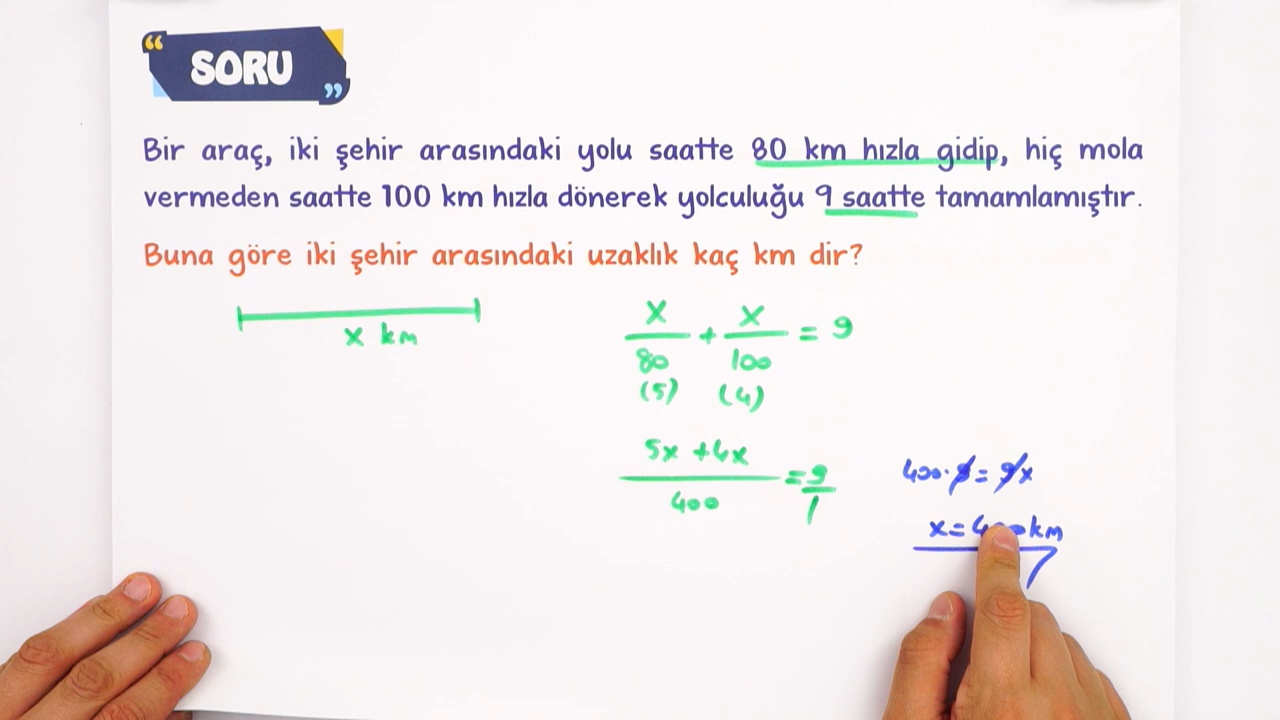 “ SORU ”
Bir araç, iki şehir arasındaki yolu saatte 80 km hızla gidip, hiç mola
vermeden saatte 100 km hızla dönerek yolculuğu 9 saatte tamamlamıştır.
Buna göre iki şehir arasındaki uzaklık kaç km dir?
x km
x/80 + x/100 = 9
(5) (4)
5x + 4x / 400 = 9/1
400·9 = 9x
x = 400 km